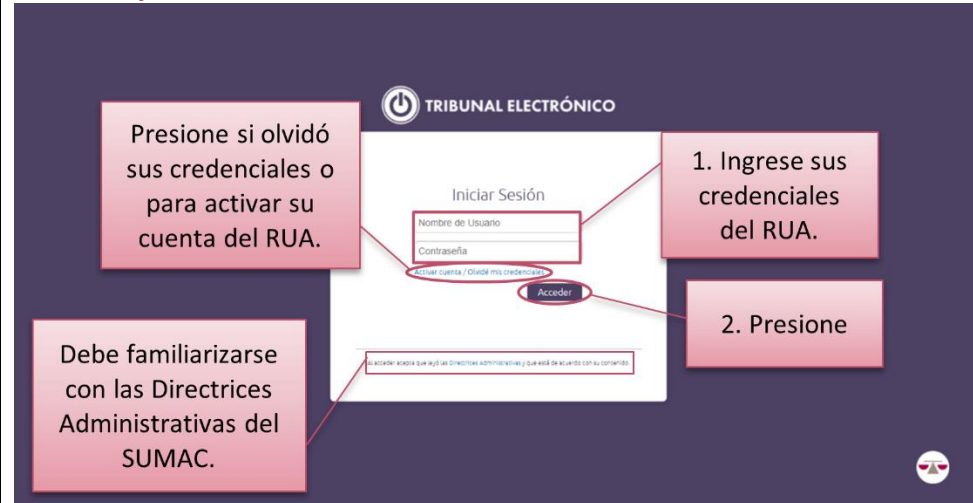 TRIBUNAL ELECTRÓNICO
Presione si olvidó
sus credenciales o
para activar su
cuenta del RUA.
1. Ingrese sus
credenciales
del RUA.
Iniciar Sesión
Nombre de Usuario
Contraseña
Activar cuenta / Olvidé mis credenciales
Acceder
2. Presione
Debe familiarizarse
con las Directrices
Administrativas del
SUMAC.
Al acceder acepta que leyó las Directrices Administrativas y que está de acuerdo con su contenido.